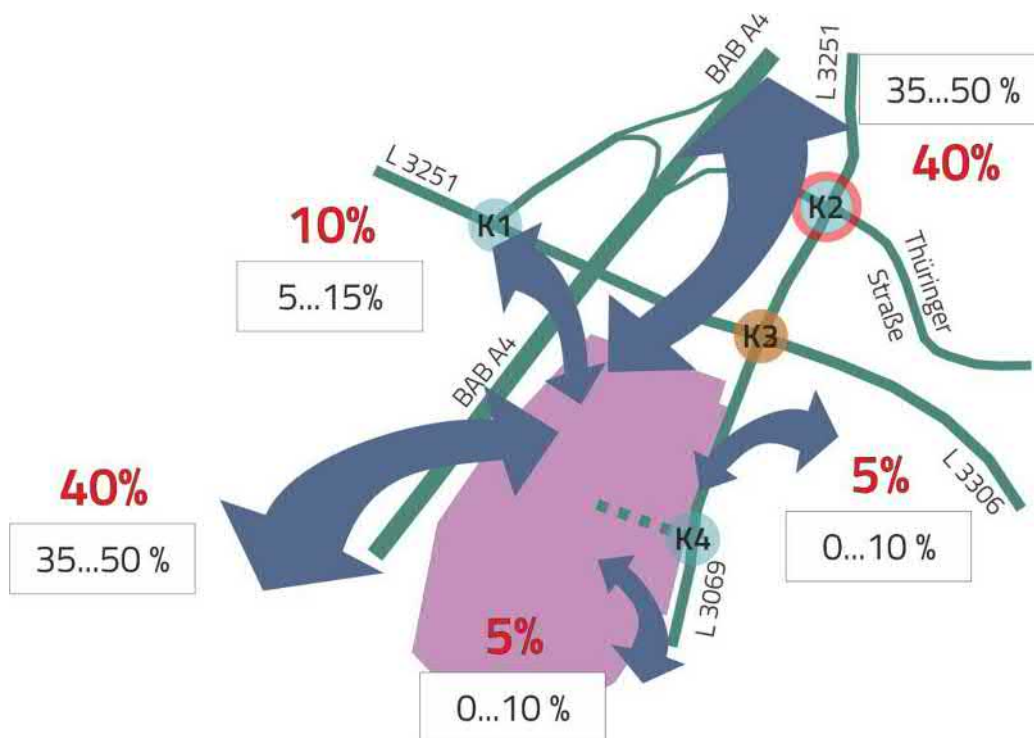 BAB A4
L 3251
35...50 %
40%
L 3251
K1
K2
10%
5...15%
Thüringer
Straße
K3
BAB A4
40%
35...50 %
5%
0...10 %
L 3306
K4
L 3069
5%
0...10 %